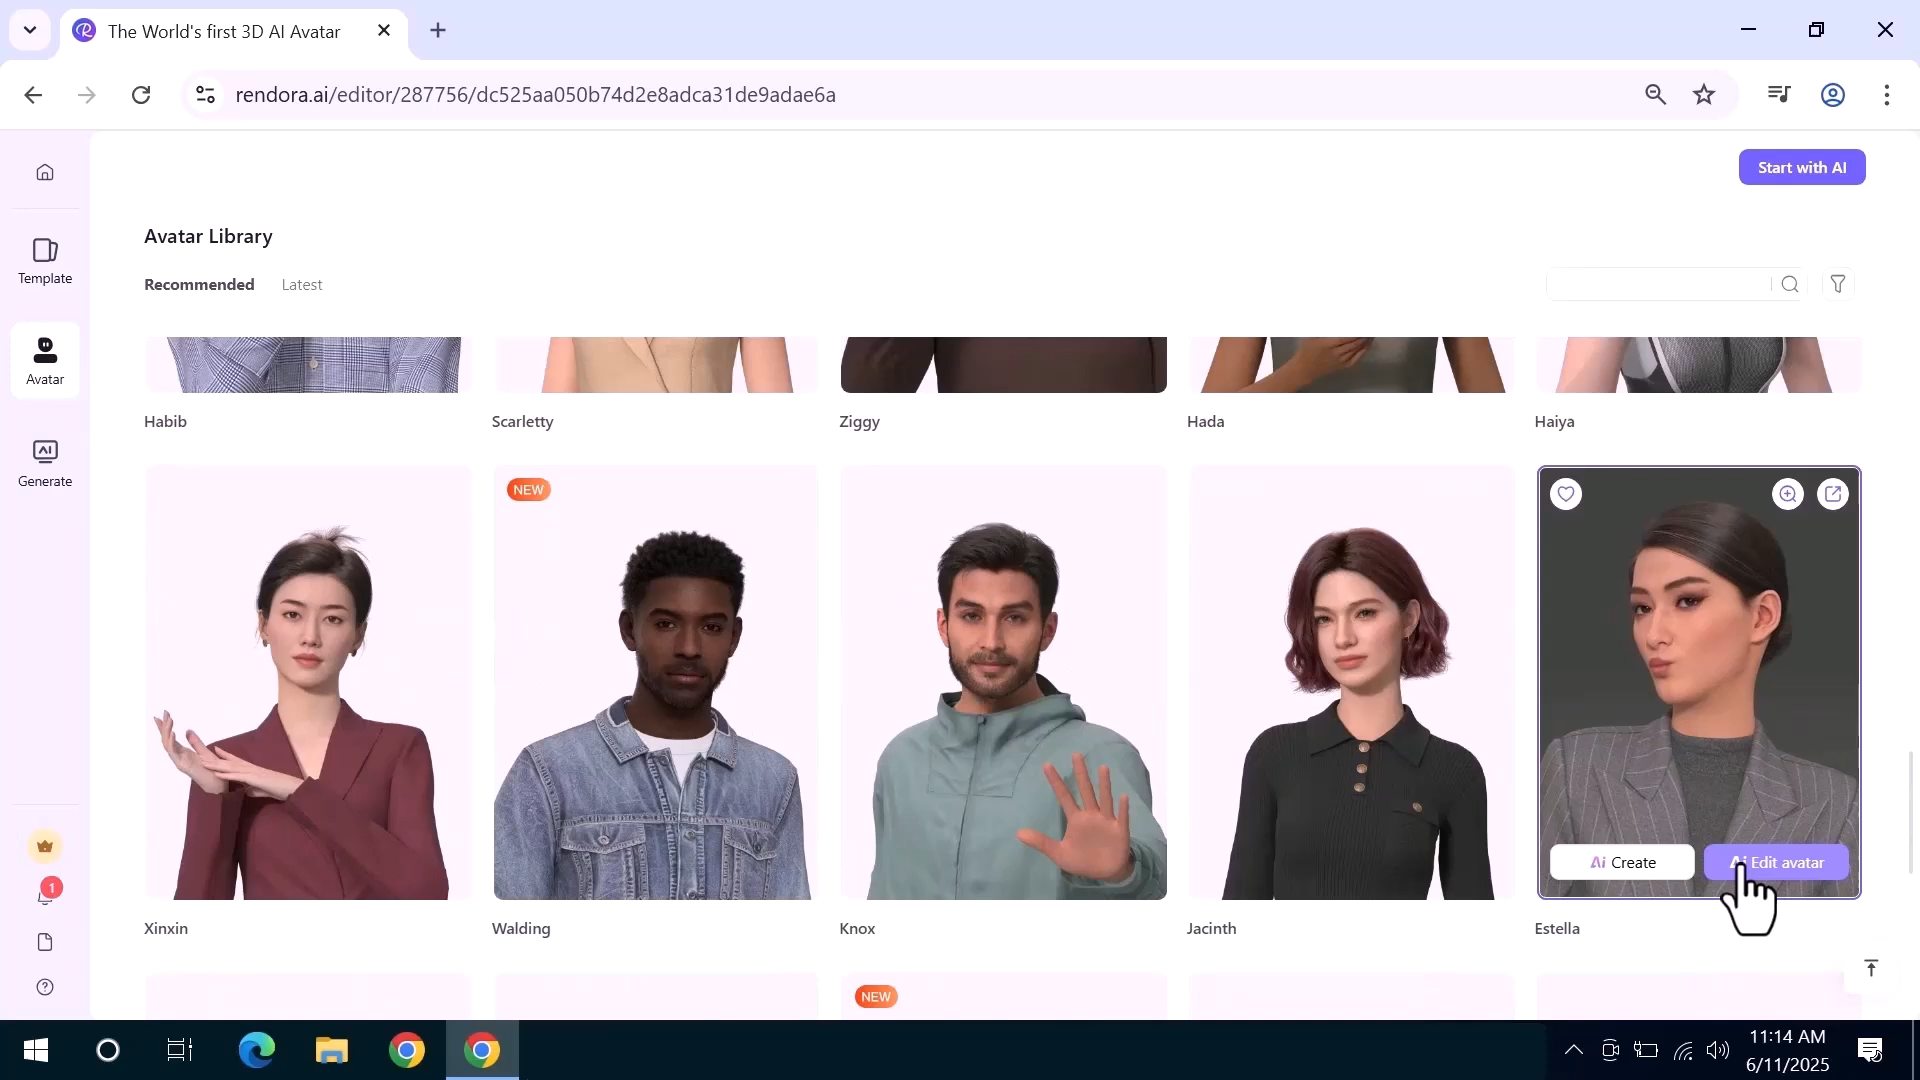 The World's first 3D AI Avatar
rendora.ai/editor/287756/dc525aa050b74d2e8adca31de9adae6a
Start with AI
Avatar Library
Template
Recommended
Latest
Avatar
Habib
Scarletty
Ziggy
Hada
Haiya
Generate
NEW
Ai Create
Ai Edit avatar
1
Xinxin
Walding
Knox
Jacinth
Estella
NEW
11:14 AM
6/11/2025